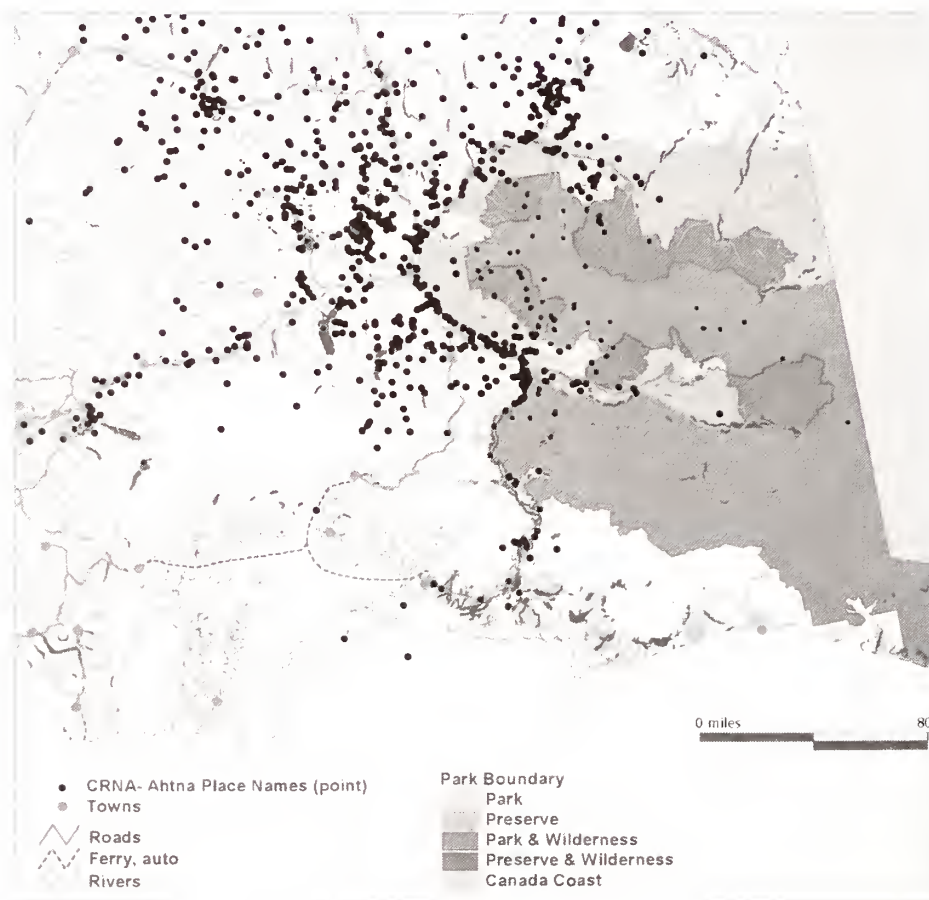 0 miles
80
CRNA- Ahtna Place Names (point)
Towns
Roads
Ferry, auto
Rivers
Park Boundary
Park
Preserve
Park & Wilderness
Preserve & Wilderness
Canada Coast